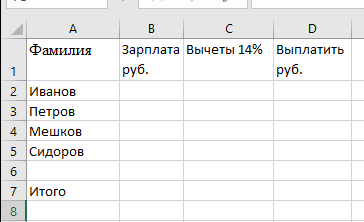 A B C D
1 Фамилия Зарплата руб. Вычеты 14% Выплатить руб.
2 Иванов
3 Петров
4 Мешков
5 Сидоров
6
7 Итого
8